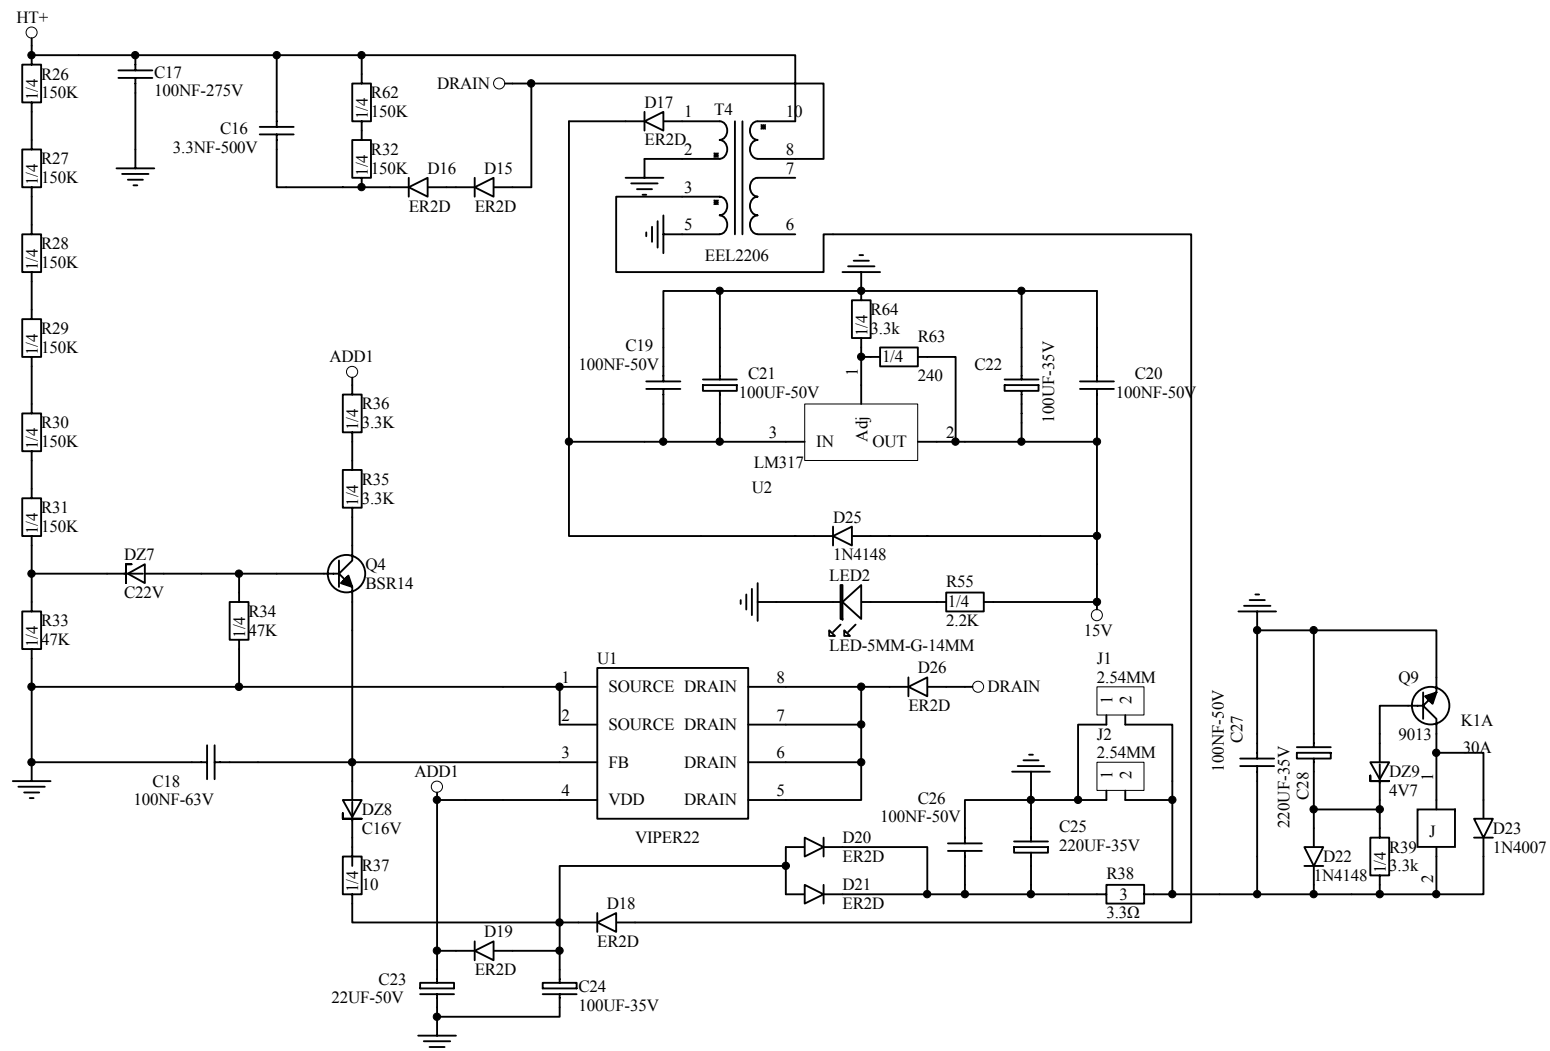 HT+
R26
1/4
150K
C17
100NF-275V
R62
1/4
150K
DRAIN
D17
ER2D
1
T4
10
C16
3.3NF-500V
R32
1/4
150K
2
8
R27
1/4
150K
D16
ER2D
D15
ER2D
7
3
5
6
EEL2206
R28
1/4
150K
R64
1/4
3.3k
R63
1/4
240
R29
1/4
150K
ADD1
C19
100NF-50V
C21
100UF-50V
1
C22
100UF-35V
C20
100NF-50V
R36
1/4
3.3K
R30
1/4
150K
3
IN
Adj
OUT
2
LM317
U2
R35
1/4
3.3K
R31
1/4
150K
D25
1N4148
DZ7
C22V
Q4
BSR14
LED2
R55
1/4
2.2K
15V
LED-5MM-G-14MM
R33
1/4
47K
R34
1/4
47K
U1
1
SOURCE
DRAIN
8
2
SOURCE
DRAIN
7
3
FB
DRAIN
6
4
VDD
DRAIN
5
VIPER22
D26
ER2D
DRAIN
J1
2.54MM
1
2
J2
2.54MM
1
2
Q9
9013
K1A
30A
100NF-50V
C27
220UF-35V
C28
DZ9
4V7
1
J
2
D23
1N4007
C18
100NF-63V
ADD1
DZ8
C16V
C26
100NF-50V
C25
220UF-35V
D20
ER2D
D21
ER2D
D22
1N4148
R39
1/4
3.3k
R37
1/4
10
R38
3
3.3Ω
D18
ER2D
D19
ER2D
C23
22UF-50V
C24
100UF-35V